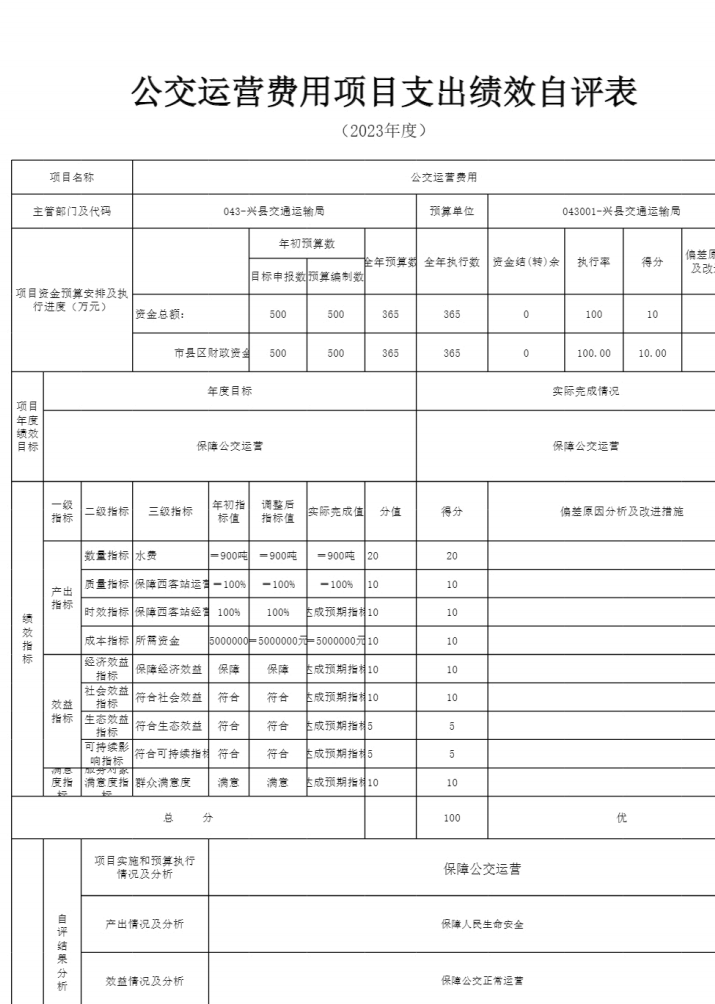 公交运营费用项目支出绩效自评表
（2023年度）
项目名称 公交运营费用
主管部门及代码 043-兴县交通运输局 预算单位 043001-兴县交通运输局
项目资金预算安排及执行进度（万元） 年初预算数 全年预算数 全年执行数 资金结(转)余 执行率 得分
目标申报数 预算编制数
资金总额: 500 500 365 365 0 100 10
市县区财政资金 500 500 365 365 0 100.00 10.00
项目年度绩效目标 年度目标 实际完成情况
保障公交运营 保障公交运营
绩效指标 一级指标 二级指标 三级指标 年初指标值 调整后指标值 实际完成值 分值 得分 偏差原因分析及改进措施
产出指标 数量指标 水费 =900吨 =900吨 =900吨 20 20
质量指标 保障西客站运营 =100% =100% =100% 10 10
时效指标 保障西客站经营 100% 100% 达成预期指标 10 10
成本指标 所需资金 5000000 =5000000元 =5000000元 10 10
效益指标 经济效益指标 保障经济效益 保障 保障 达成预期指标 10 10
社会效益指标 符合社会效益 符合 符合 达成预期指标 10 10
生态效益指标 符合生态效益 符合 符合 达成预期指标 5 5
可持续影响指标 符合可持续指标 符合 符合 达成预期指标 5 5
满意度指标 服务对象满意度指标 群众满意度 满意 满意 达成预期指标 10 10
总 分 100 优
自评结果分析 项目实施和预算执行情况及分析 保障公交运营
产出情况及分析 保障人民生命安全
效益情况及分析 保障公交正常运营